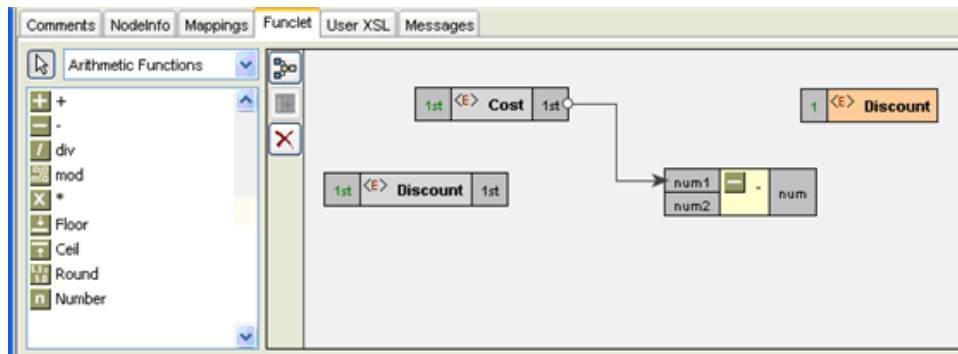 Comments NodeInfo Mappings Funclet User XSL Messages
Arithmetic Functions
+
-
div
mod
*
Floor
Ceil
Round
Number
1st <E> Cost 1st
1 <E> Discount
1st <E> Discount 1st
num1 - num
num2